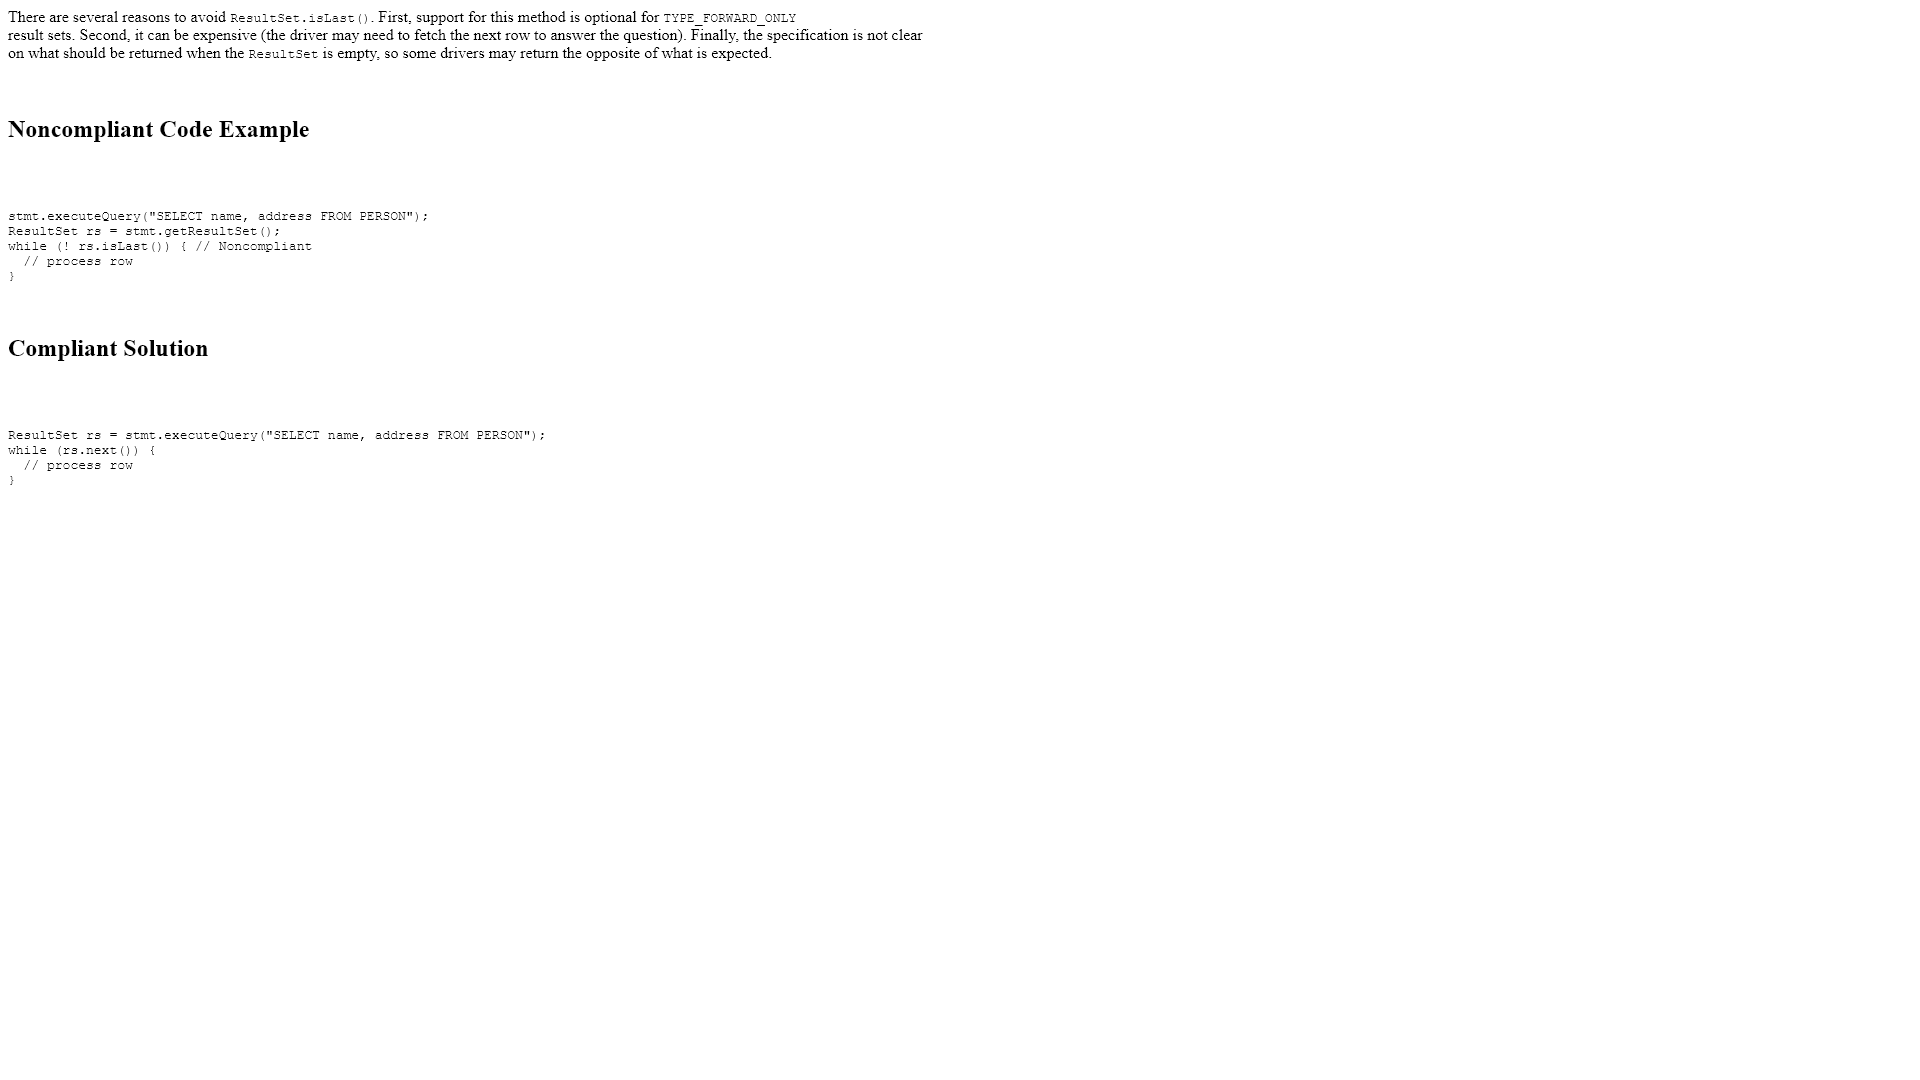 There are several reasons to avoid ResultSet.isLast(). First, support for this method is optional for TYPE_FORWARD_ONLY
result sets. Second, it can be expensive (the driver may need to fetch the next row to answer the question). Finally, the specification is not clear
on what should be returned when the ResultSet is empty, so some drivers may return the opposite of what is expected.
Noncompliant Code Example
stmt.executeQuery("SELECT name, address FROM PERSON");
ResultSet rs = stmt.getResultSet();
while (! rs.isLast()) { // Noncompliant
  // process row
}
Compliant Solution
ResultSet rs = stmt.executeQuery("SELECT name, address FROM PERSON");
while (rs.next()) {
  // process row
}